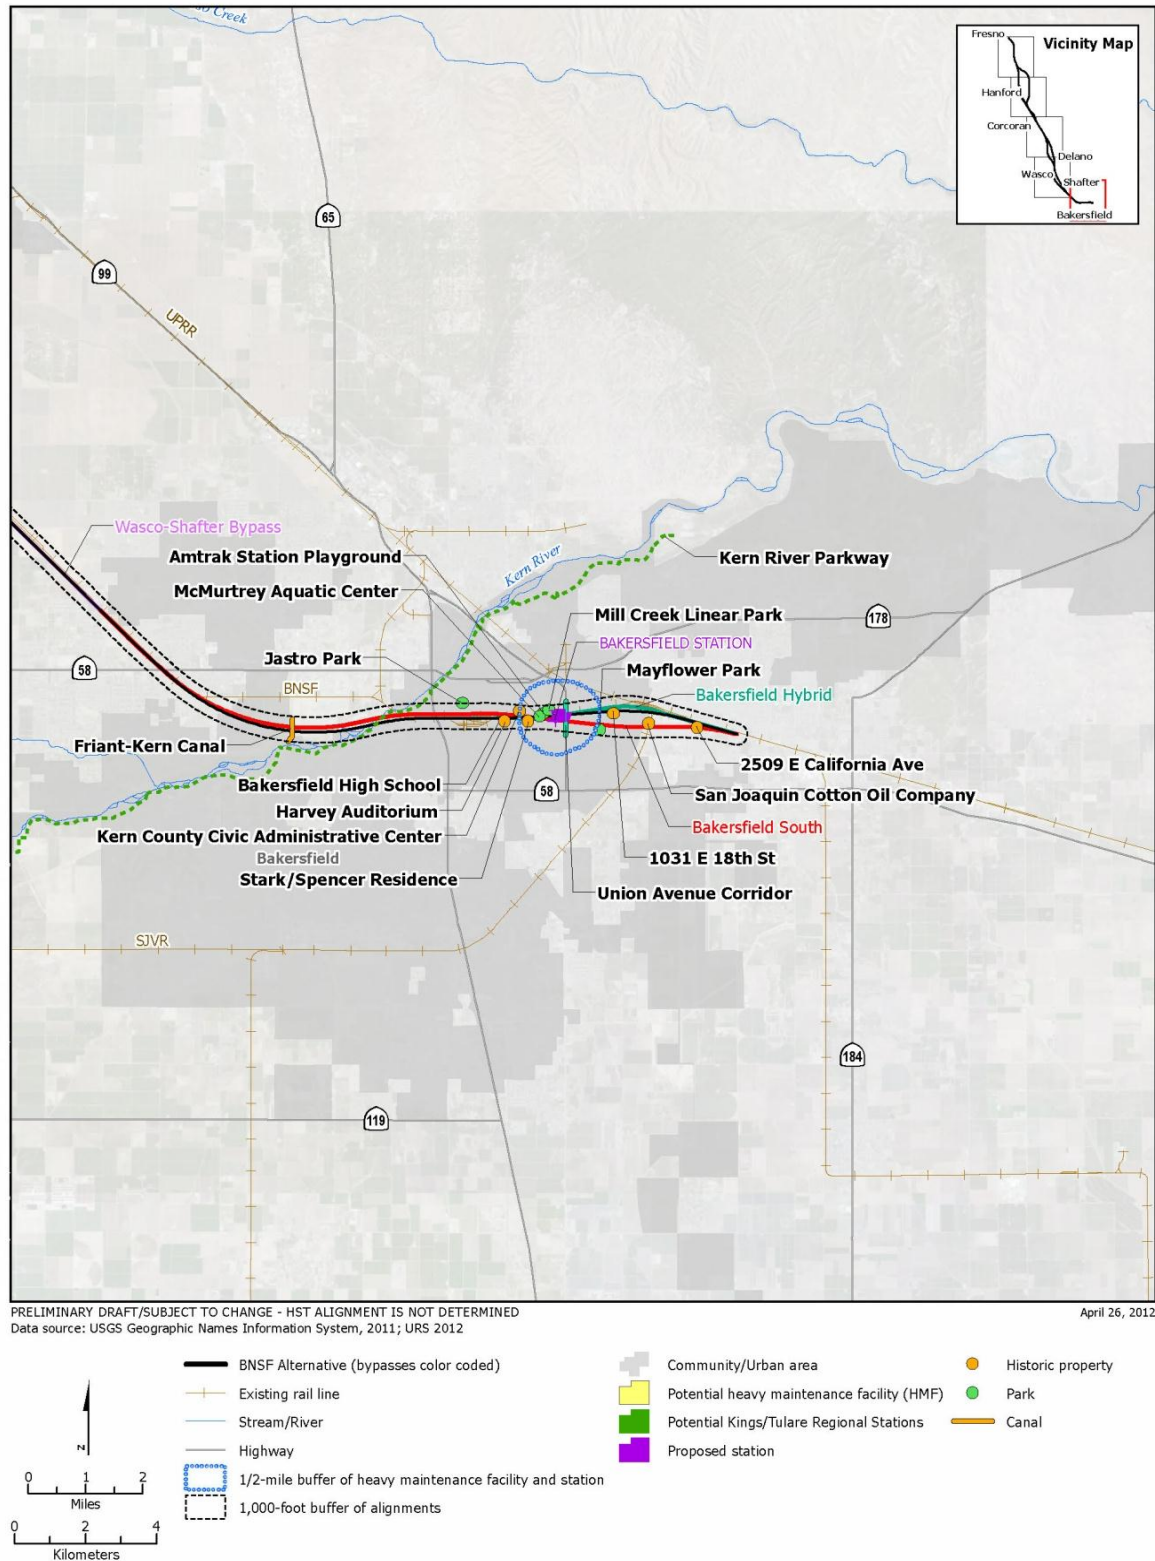 Creek
Vicinity Map
Fresno
Hanford
Corcoran
Delano
Wasco
Shafter
Bakersfield
65
99
UPRR
Wasco-Shafter Bypass
Amtrak Station Playground
McMurtrey Aquatic Center
Kern River
Kern River Parkway
Mill Creek Linear Park
178
BAKERSFIELD STATION
Jastro Park
Mayflower Park
58
BNSF
Bakersfield Hybrid
Friant-Kern Canal
2509 E California Ave
Bakersfield High School
58
San Joaquin Cotton Oil Company
Harvey Auditorium
Bakersfield South
Kern County Civic Administrative Center
Bakersfield
1031 E 18th St
Stark/Spencer Residence
Union Avenue Corridor
SJVR
184
119
PRELIMINARY DRAFT/SUBJECT TO CHANGE - HST ALIGNMENT IS NOT DETERMINED
April 26, 2012
Data source: USGS Geographic Names Information System, 2011; URS 2012
BNSF Alternative (bypasses color coded)
Existing rail line
Stream/River
Highway
1/2-mile buffer of heavy maintenance facility and station
1,000-foot buffer of alignments
Community/Urban area
Potential heavy maintenance facility (HMF)
Potential Kings/Tulare Regional Stations
Proposed station
Historic property
Park
Canal
N
0 1 2
Miles
0 2 4
Kilometers